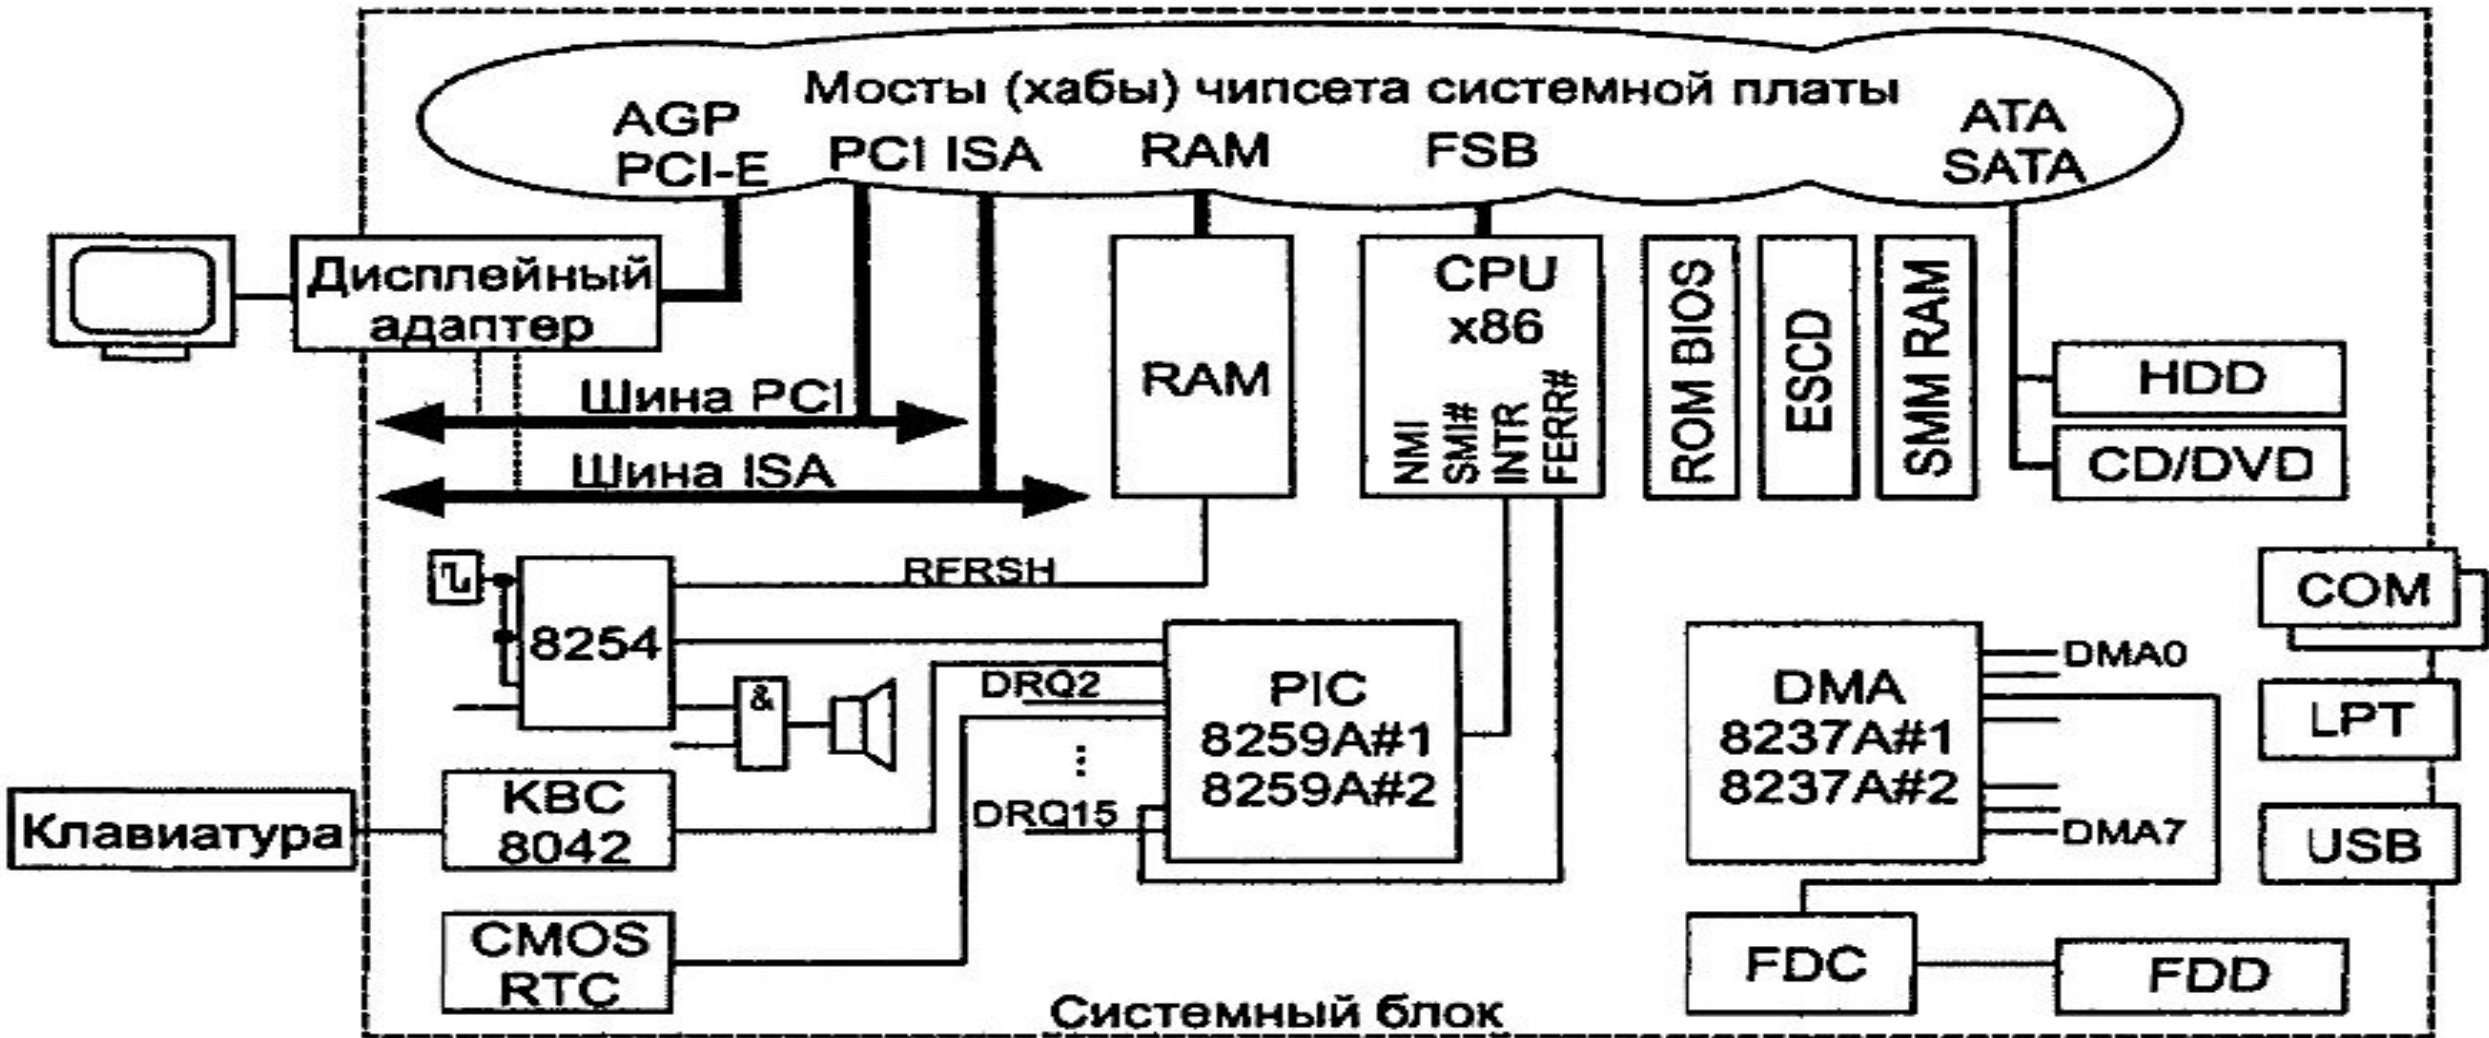 Мосты (хабы) чипсета системной платы
AGP
PCI-E
PCI ISA
RAM
FSB
ATA
SATA
Дисплейный
адаптер
Шина PCI
Шина ISA
RAM
CPU
x86
NMI
SMI#
INTR
FERR#
ROM BIOS
ESCD
SMM RAM
HDD
CD/DVD
8254
RFRSH
&
DRQ2
⋮
DRQ15
PIC
8259A#1
8259A#2
DMA
8237A#1
8237A#2
DMA0
DMA7
COM
LPT
USB
Клавиатура
KBC
8042
CMOS
RTC
FDC
FDD
Системный блок